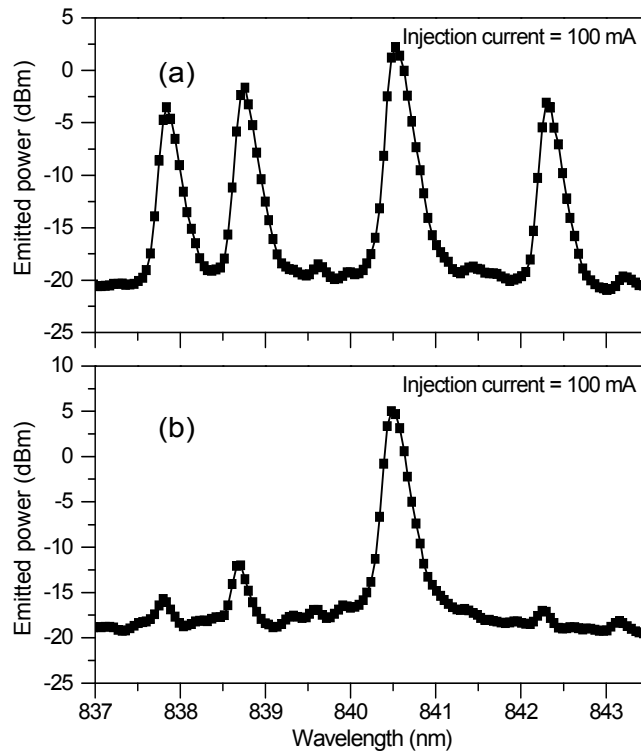 5
Injection current = 100 mA
0
(a)
-5
-10
-15
-20
-25
Emitted power (dBm)
10
Injection current = 100 mA
5
(b)
0
-5
-10
-15
-20
-25
Emitted power (dBm)
837 838 839 840 841 842 843
Wavelength (nm)